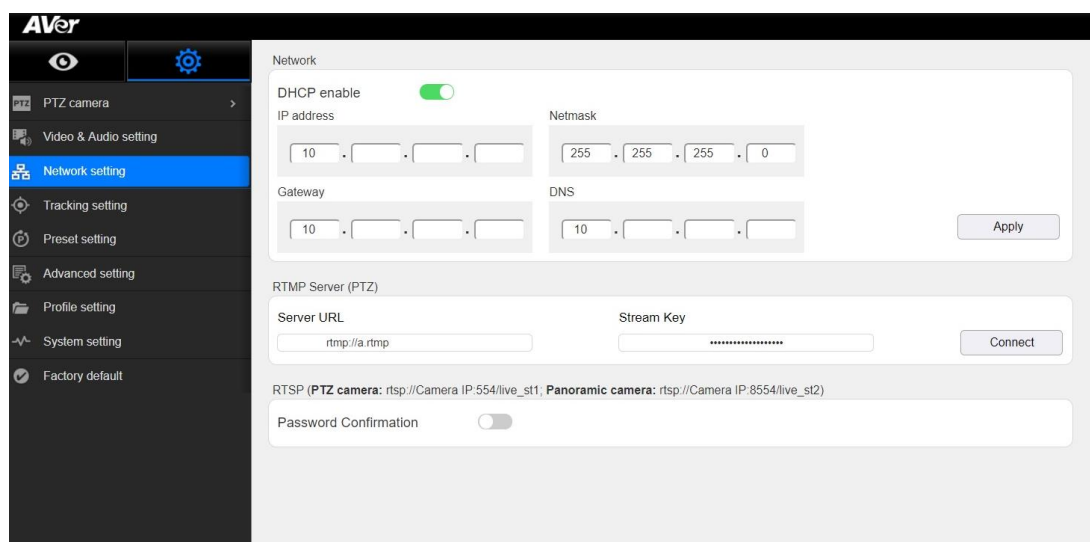 AVer
PTZ PTZ camera >
Video & Audio setting
Network setting
Tracking setting
Preset setting
Advanced setting
Profile setting
System setting
Factory default
Network
DHCP enable
IP address
10 . . .
Netmask
255 . 255 . 255 . 0
Gateway
10 . . .
DNS
10 . . .
Apply
RTMP Server (PTZ)
Server URL
rtmp://a.rtmp
Stream Key
••••••••••••••••••
Connect
RTSP (PTZ camera: rtsp://Camera IP:554/live_st1; Panoramic camera: rtsp://Camera IP:8554/live_st2)
Password Confirmation